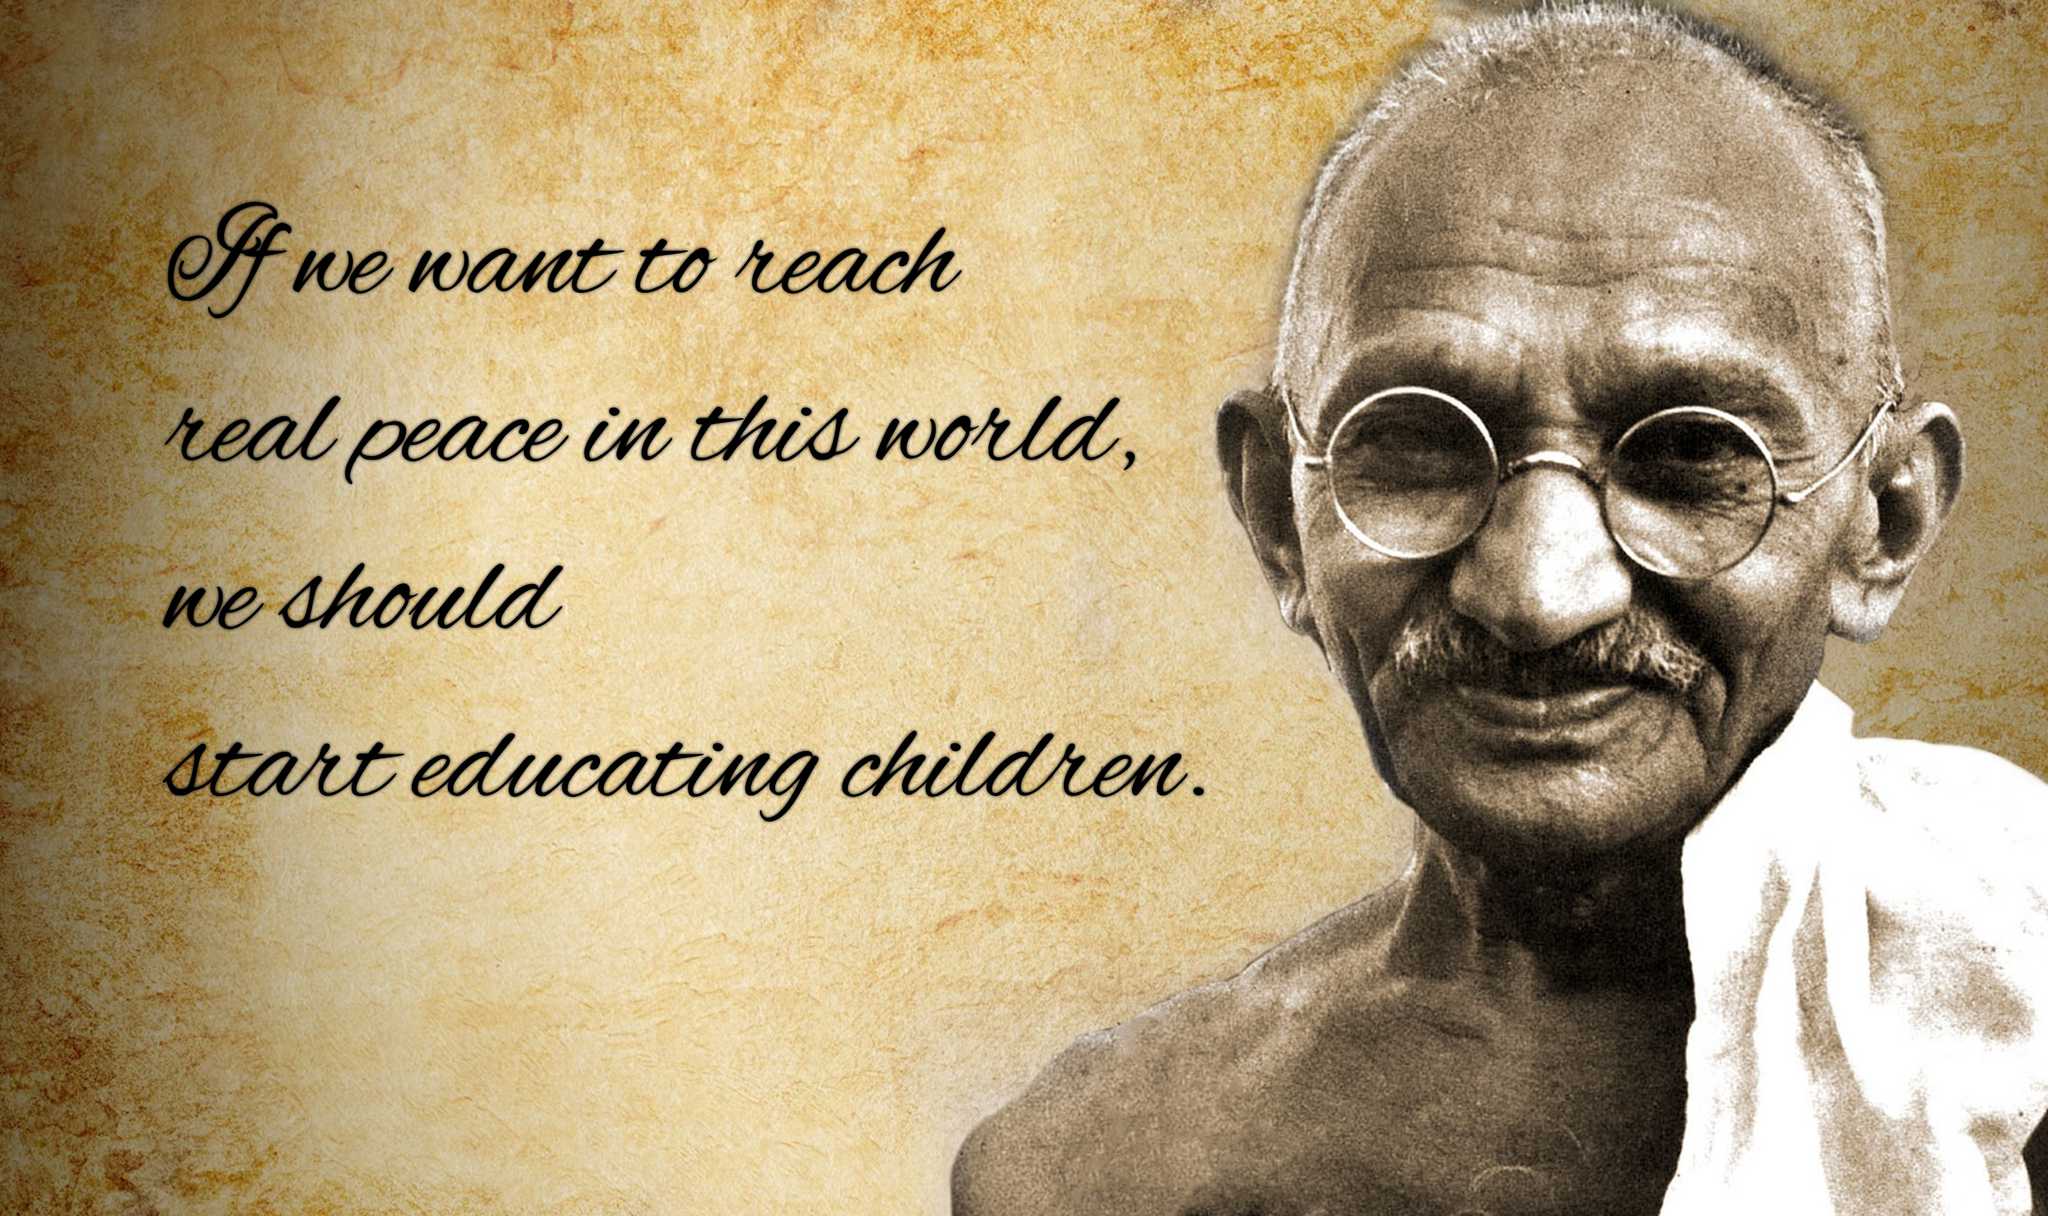 If we want to reach
real peace in this world,
we should
start educating children.